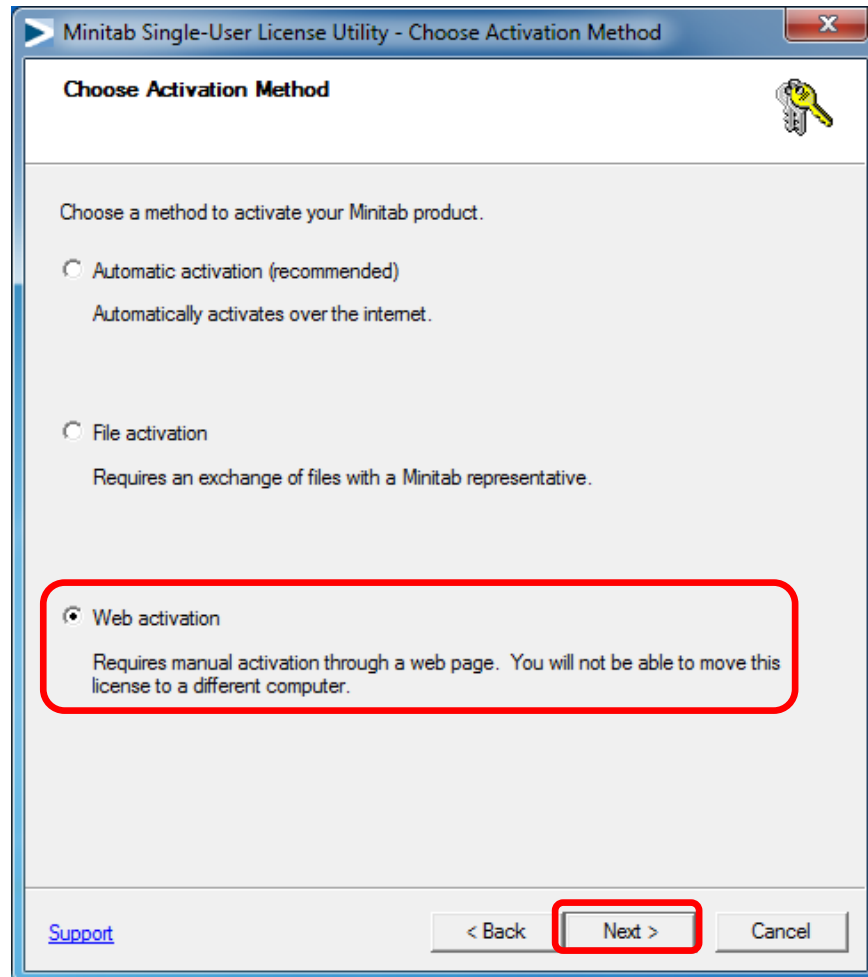 Minitab Single-User License Utility - Choose Activation Method
Choose Activation Method
Choose a method to activate your Minitab product.
Automatic activation (recommended)
Automatically activates over the internet.
File activation
Requires an exchange of files with a Minitab representative.
Web activation
Requires manual activation through a web page.  You will not be able to move this
license to a different computer.
Support
< Back
Next >
Cancel